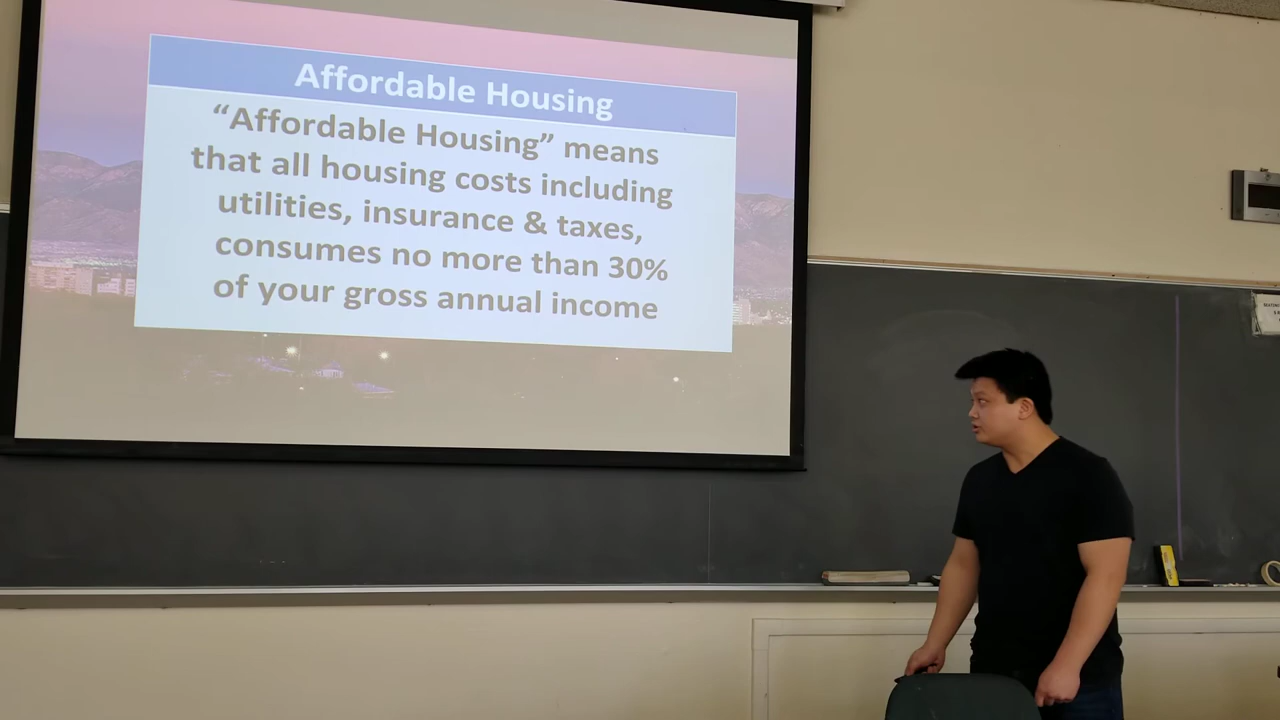 Affordable Housing
“Affordable Housing” means
that all housing costs including
utilities, insurance & taxes,
consumes no more than 30%
of your gross annual income